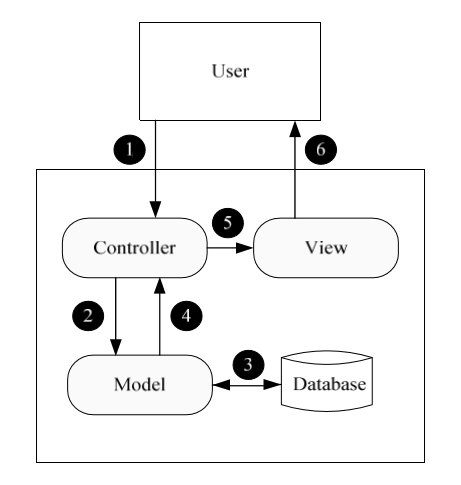 User
1
6
Controller
5
View
2
4
Model
3
Database